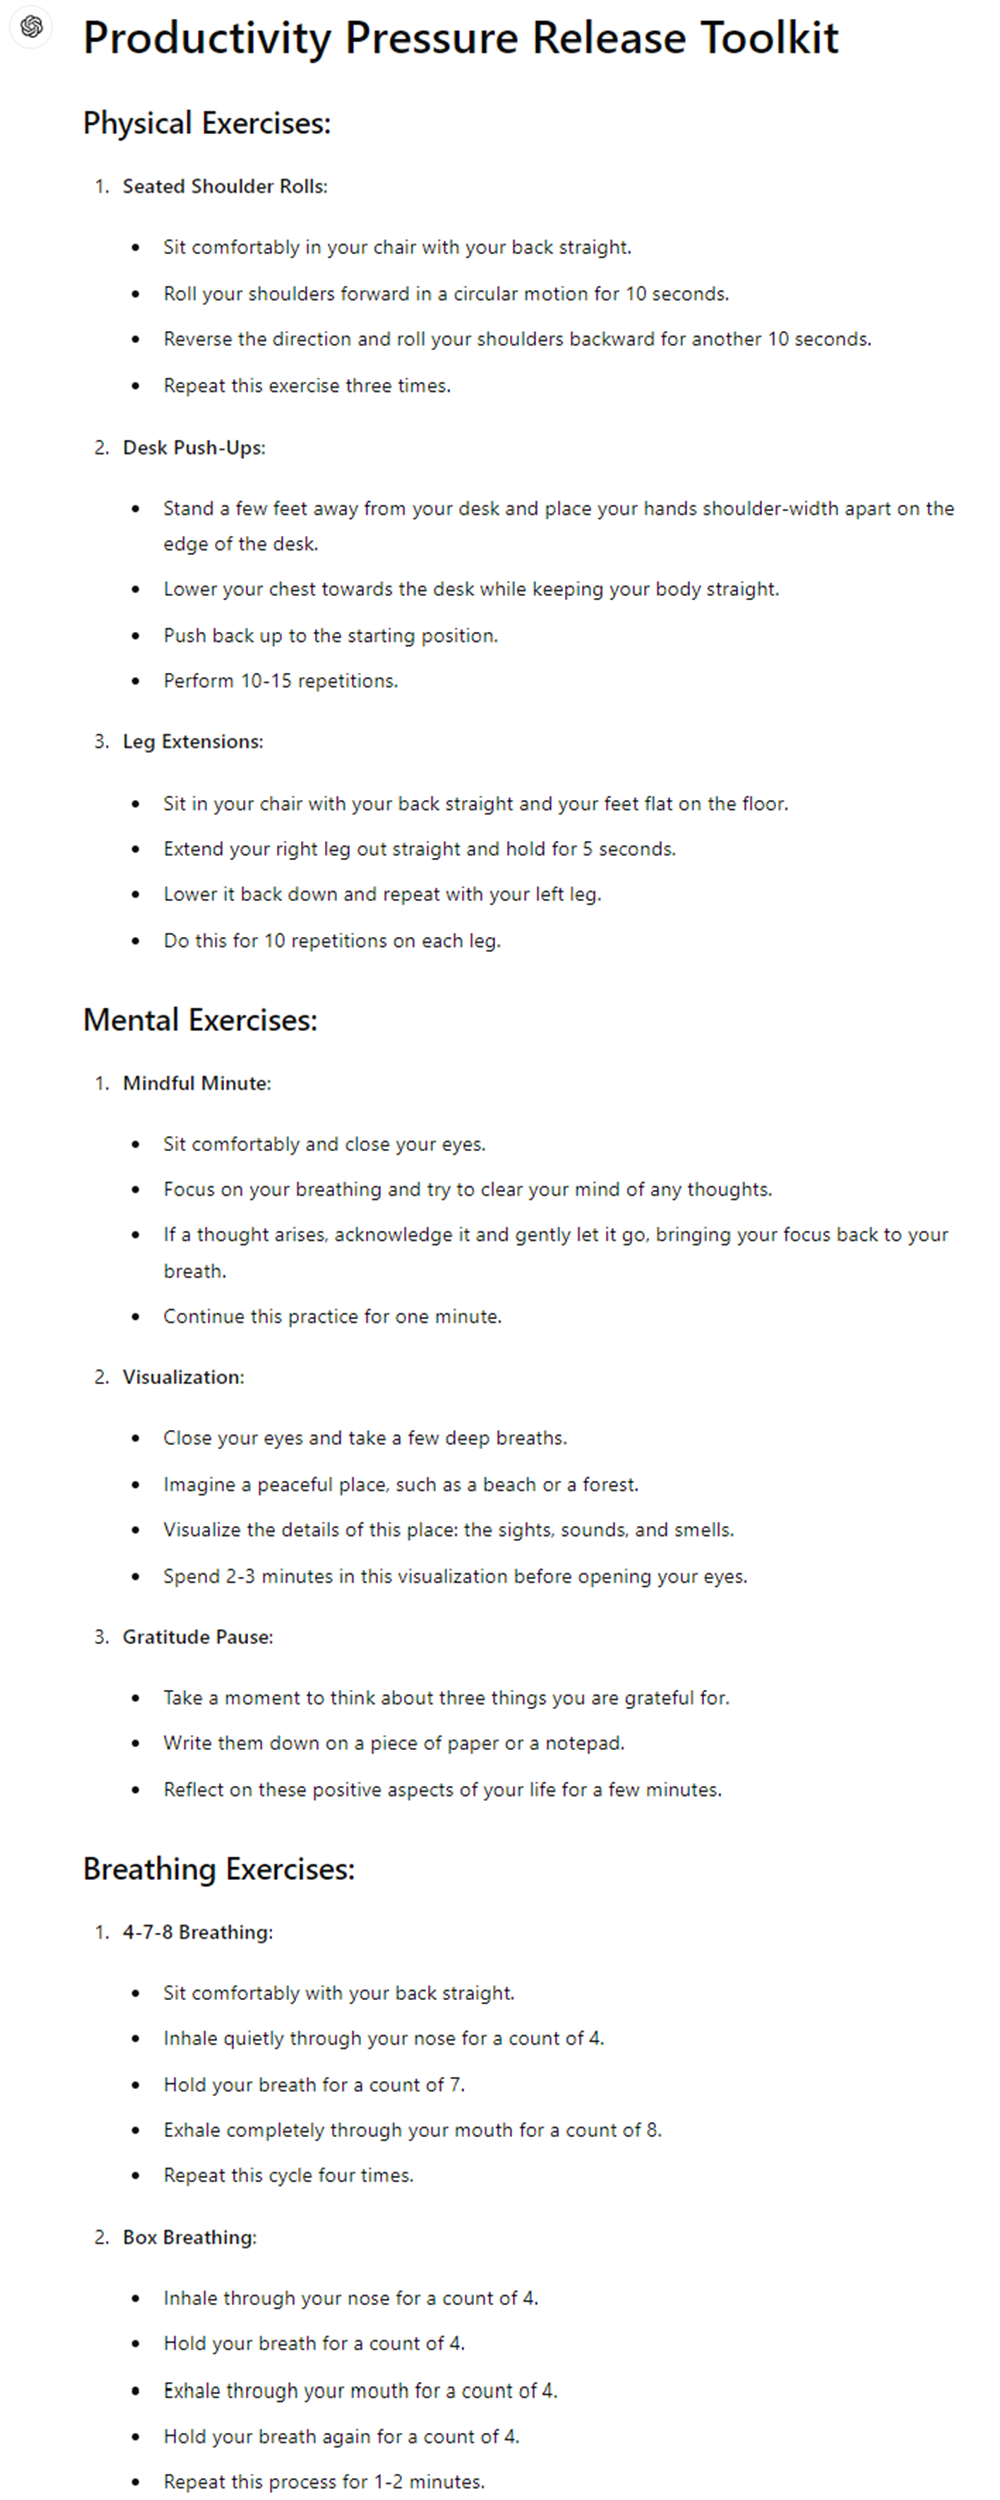 Productivity Pressure Release Toolkit
Physical Exercises:
1. Seated Shoulder Rolls:
• Sit comfortably in your chair with your back straight.
• Roll your shoulders forward in a circular motion for 10 seconds.
• Reverse the direction and roll your shoulders backward for another 10 seconds.
• Repeat this exercise three times.
2. Desk Push-Ups:
• Stand a few feet away from your desk and place your hands shoulder-width apart on the
edge of the desk.
• Lower your chest towards the desk while keeping your body straight.
• Push back up to the starting position.
• Perform 10-15 repetitions.
3. Leg Extensions:
• Sit in your chair with your back straight and your feet flat on the floor.
• Extend your right leg out straight and hold for 5 seconds.
• Lower it back down and repeat with your left leg.
• Do this for 10 repetitions on each leg.
Mental Exercises:
1. Mindful Minute:
• Sit comfortably and close your eyes.
• Focus on your breathing and try to clear your mind of any thoughts.
• If a thought arises, acknowledge it and gently let it go, bringing your focus back to your
breath.
• Continue this practice for one minute.
2. Visualization:
• Close your eyes and take a few deep breaths.
• Imagine a peaceful place, such as a beach or a forest.
• Visualize the details of this place: the sights, sounds, and smells.
• Spend 2-3 minutes in this visualization before opening your eyes.
3. Gratitude Pause:
• Take a moment to think about three things you are grateful for.
• Write them down on a piece of paper or a notepad.
• Reflect on these positive aspects of your life for a few minutes.
Breathing Exercises:
1. 4-7-8 Breathing:
• Sit comfortably with your back straight.
• Inhale quietly through your nose for a count of 4.
• Hold your breath for a count of 7.
• Exhale completely through your mouth for a count of 8.
• Repeat this cycle four times.
2. Box Breathing:
• Inhale through your nose for a count of 4.
• Hold your breath for a count of 4.
• Exhale through your mouth for a count of 4.
• Hold your breath again for a count of 4.
• Repeat this process for 1-2 minutes.